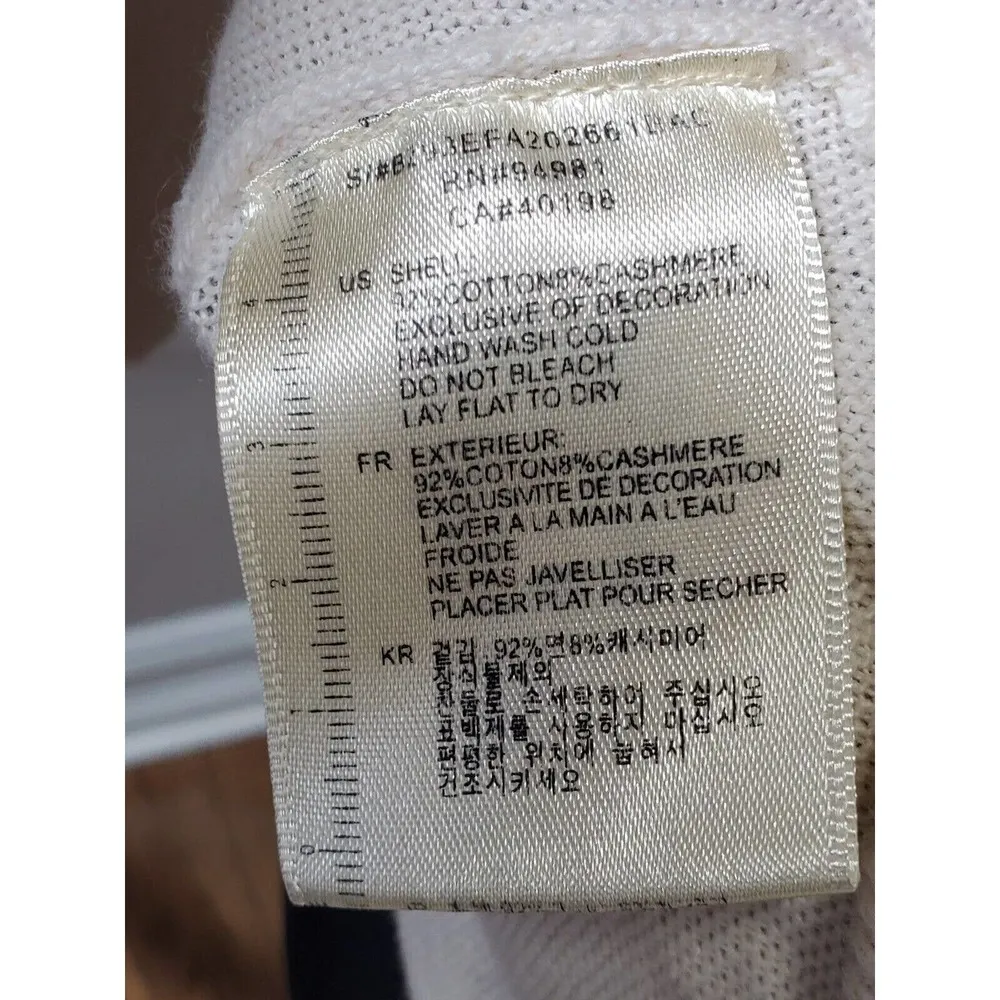 RN#94981
CA#40198
US SHELL:
92%COTTON8%CASHMERE
EXCLUSIVE OF DECORATION
HAND WASH COLD
DO NOT BLEACH
LAY FLAT TO DRY
FR EXTERIEUR:
92%COTON8%CASHMERE
EXCLUSIVITE DE DECORATION
LAVER A LA MAIN A L'EAU
FROIDE
NE PAS JAVELLISER
PLACER PLAT POUR SECHER
KR 겉감: 92%면8%캐시미어
장식물제외
찬물로 손세탁하여 주십시오
표백제를 사용하지 마십시오
편평한 위치에 눕혀서
건조시키세요
4
3
2
1
0